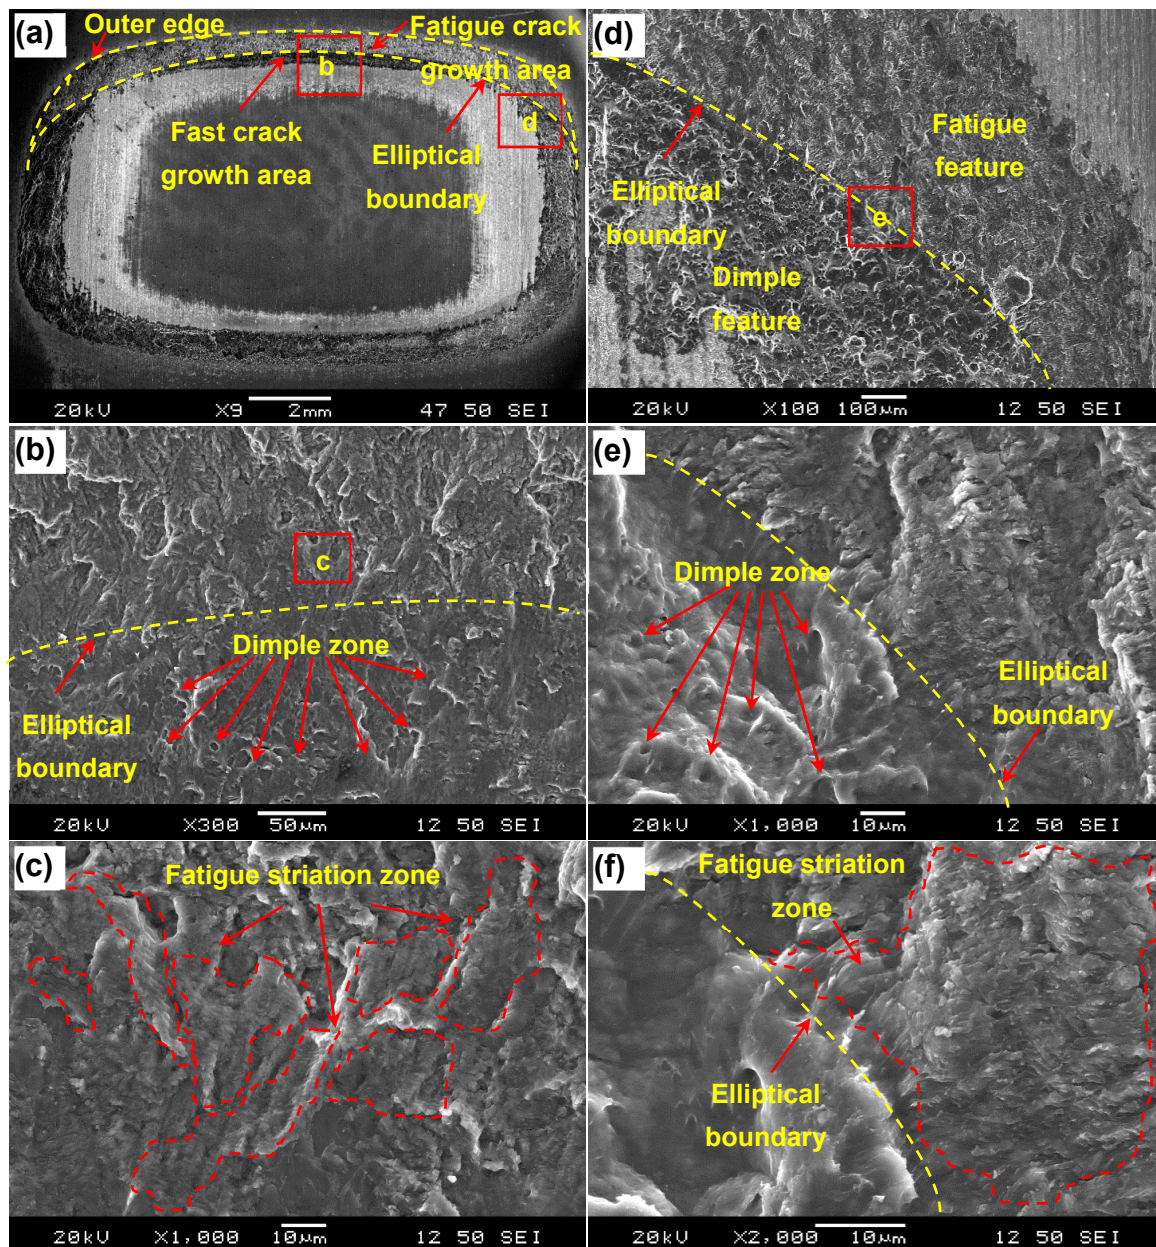 (a)
Outer edge
Fatigue crack
growth area
b
d
Fast crack
growth area
Elliptical
boundary
20kV X9 2mm 47 50 SEI
(d)
Fatigue
feature
Elliptical
boundary
e
Dimple
feature
20kV X100 100μm 12 50 SEI
(b)
c
Dimple zone
Elliptical
boundary
20kV X300 50μm 12 50 SEI
(e)
Dimple zone
Elliptical
boundary
20kV X1,000 10μm 12 50 SEI
(c)
Fatigue striation zone
20kV X1,000 10μm 12 50 SEI
(f)
Fatigue striation
zone
Elliptical
boundary
20kV X2,000 10μm 12 50 SEI